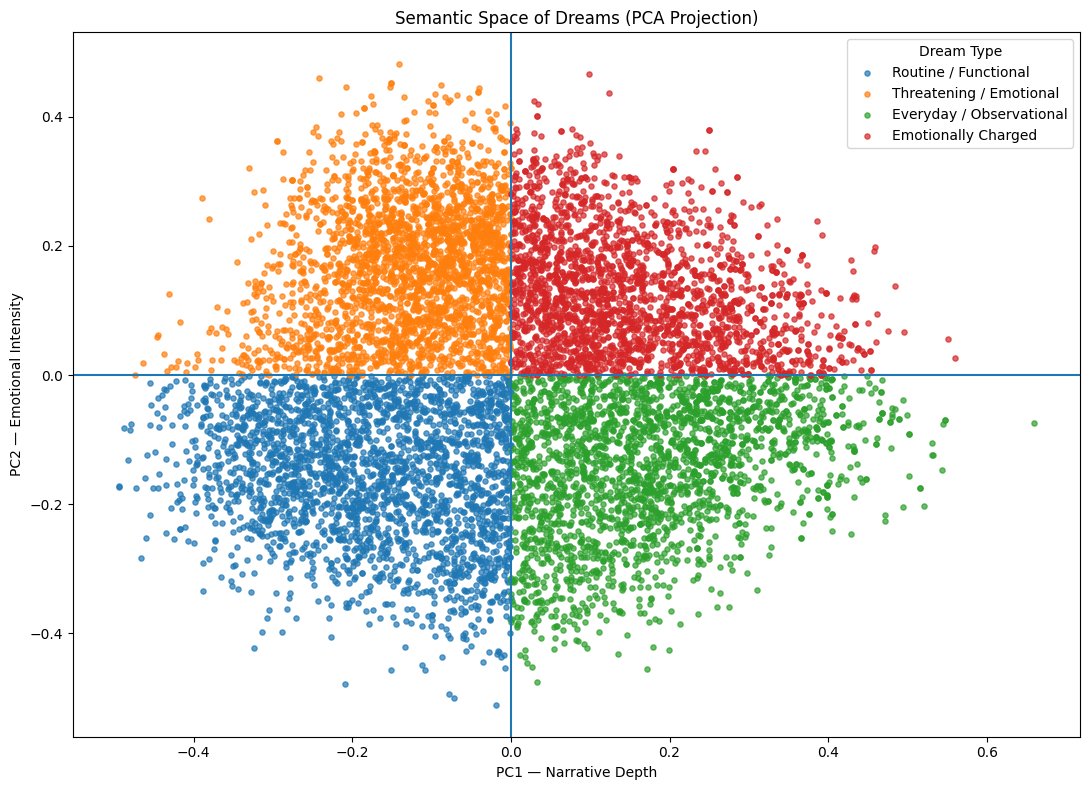 Semantic Space of Dreams (PCA Projection)
Dream Type
Routine / Functional
Threatening / Emotional
Everyday / Observational
Emotionally Charged
PC2 — Emotional Intensity
0.4
0.2
0.0
−0.2
−0.4
−0.4
−0.2
0.0
0.2
0.4
0.6
PC1 — Narrative Depth